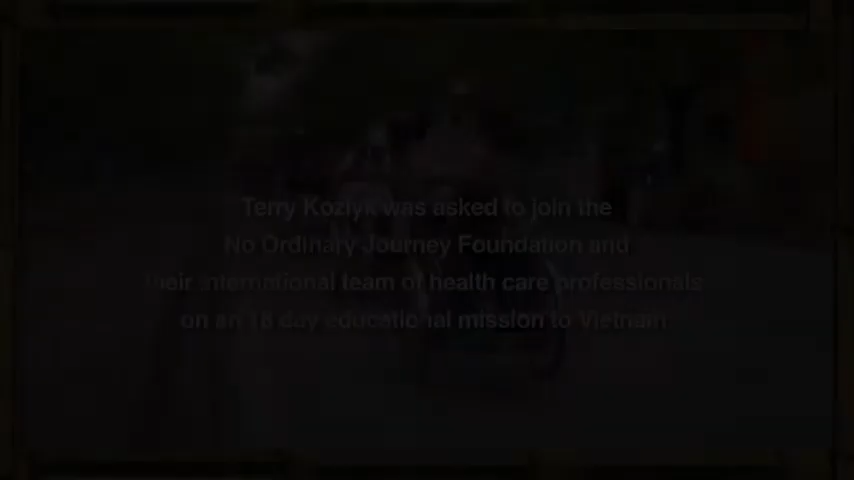 Terry Kozlyk was asked to join the
No Ordinary Journey Foundation and
their international team of health care professionals
on an 18 day educational mission to Vietnam